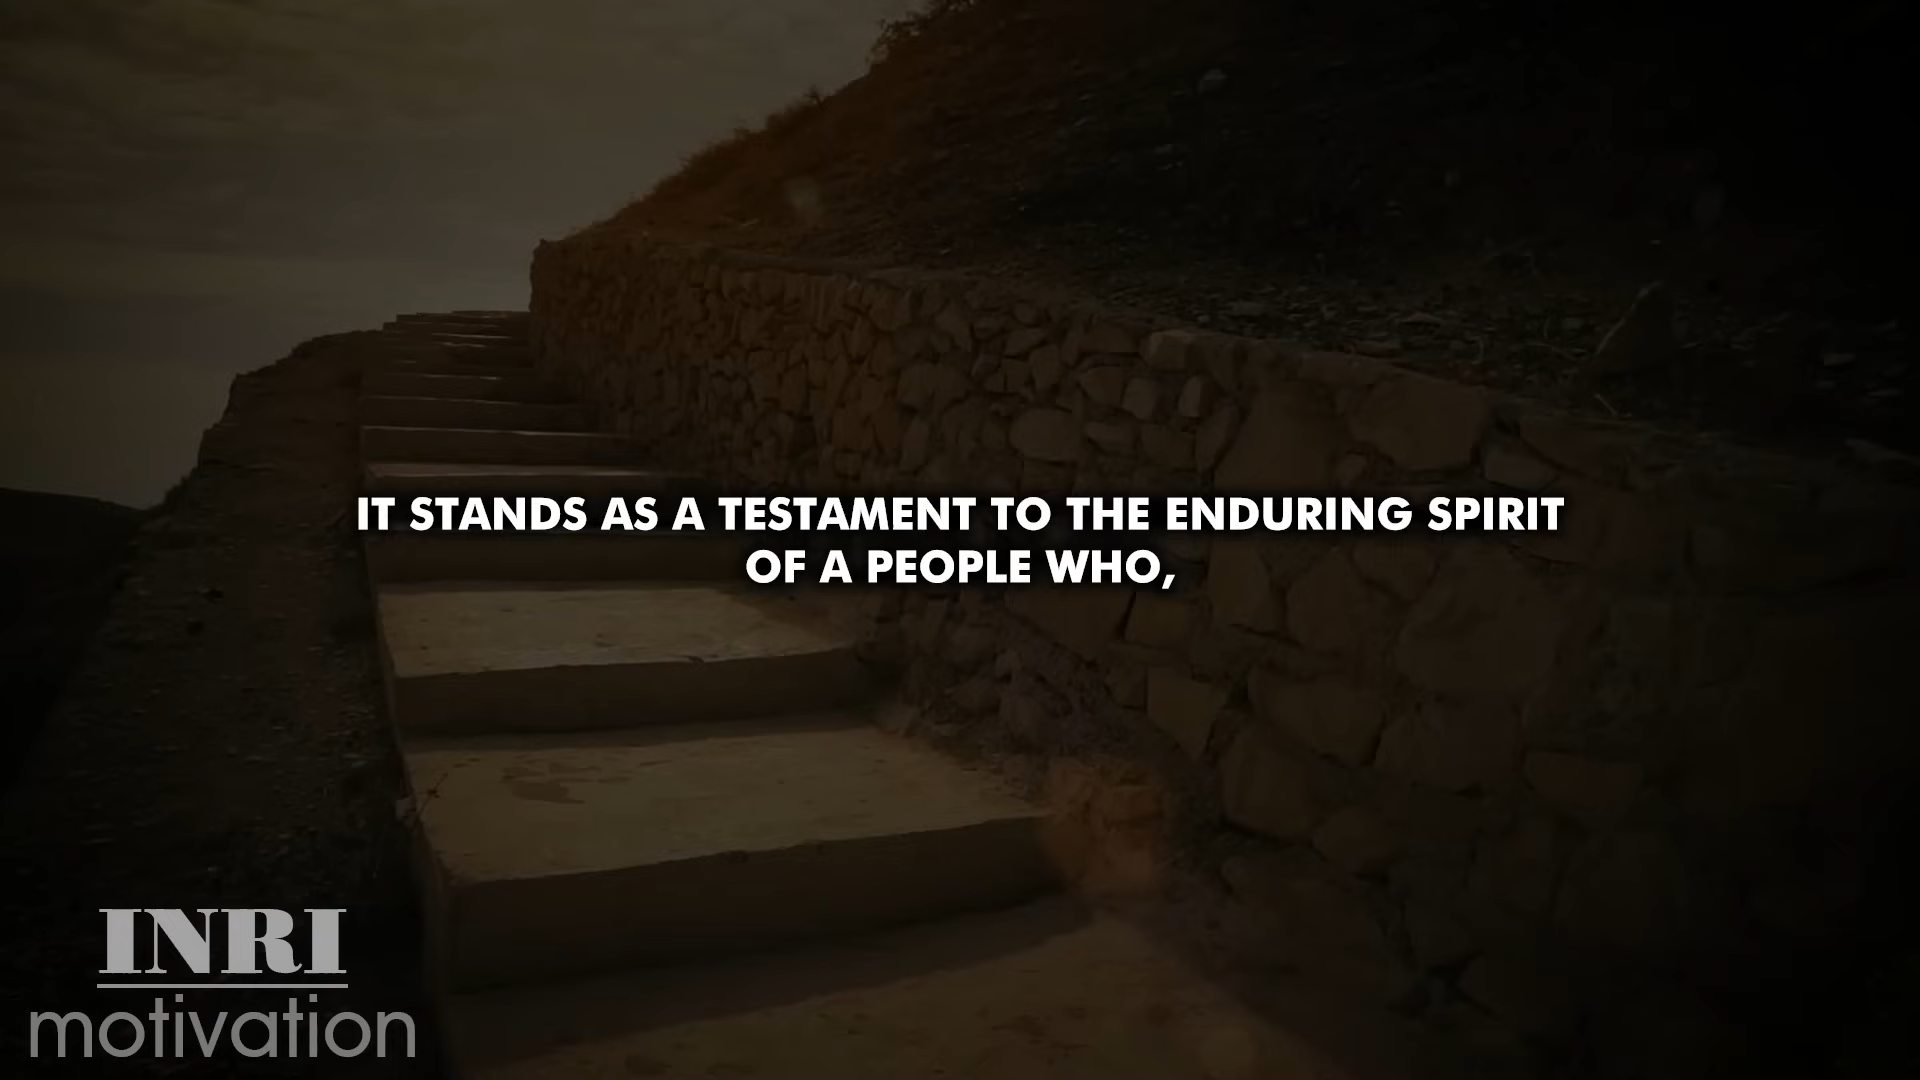 IT STANDS AS A TESTAMENT TO THE ENDURING SPIRIT
OF A PEOPLE WHO,
INRI
motivation